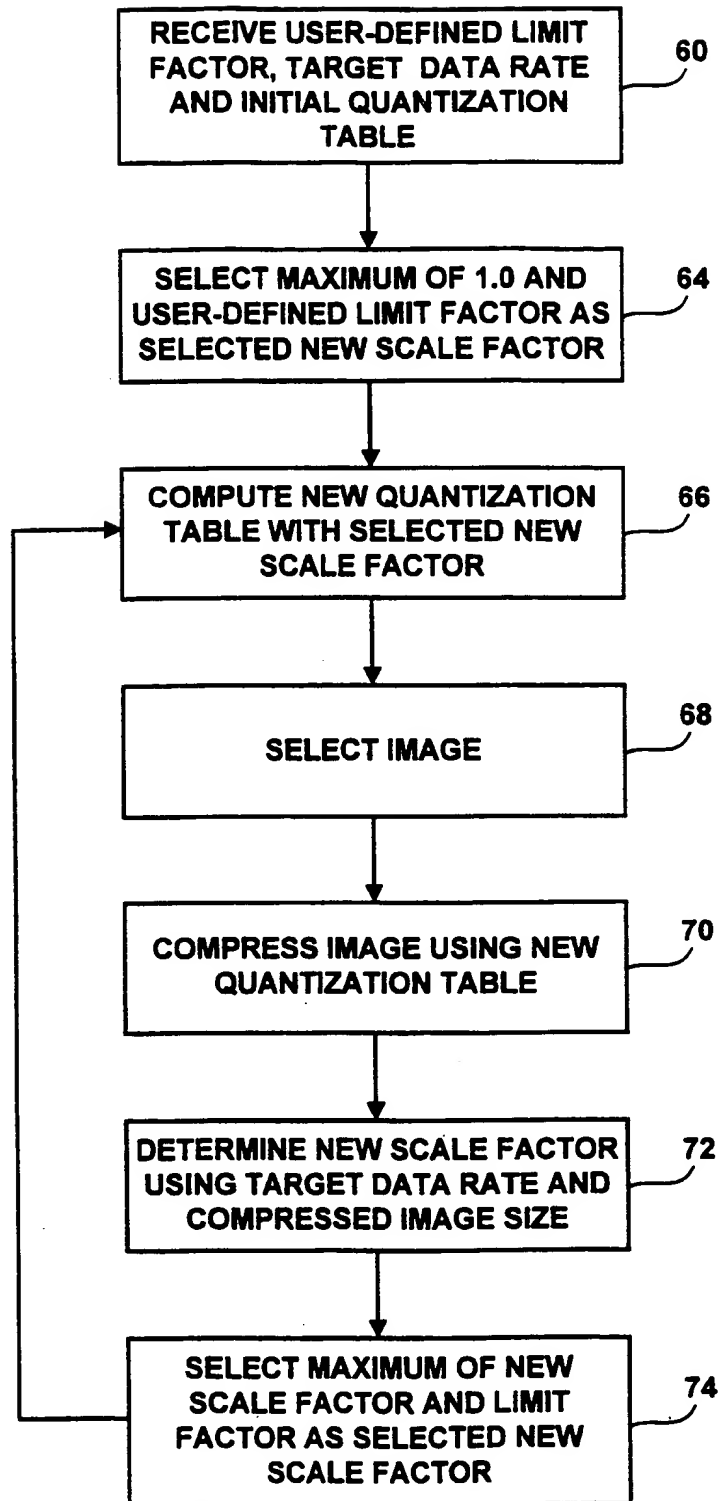 RECEIVE USER-DEFINED LIMIT
FACTOR, TARGET DATA RATE
AND INITIAL QUANTIZATION
TABLE
60
SELECT MAXIMUM OF 1.0 AND
USER-DEFINED LIMIT FACTOR AS
SELECTED NEW SCALE FACTOR
64
COMPUTE NEW QUANTIZATION
TABLE WITH SELECTED NEW
SCALE FACTOR
66
SELECT IMAGE
68
COMPRESS IMAGE USING NEW
QUANTIZATION TABLE
70
DETERMINE NEW SCALE FACTOR
USING TARGET DATA RATE AND
COMPRESSED IMAGE SIZE
72
SELECT MAXIMUM OF NEW
SCALE FACTOR AND LIMIT
FACTOR AS SELECTED NEW
SCALE FACTOR
74